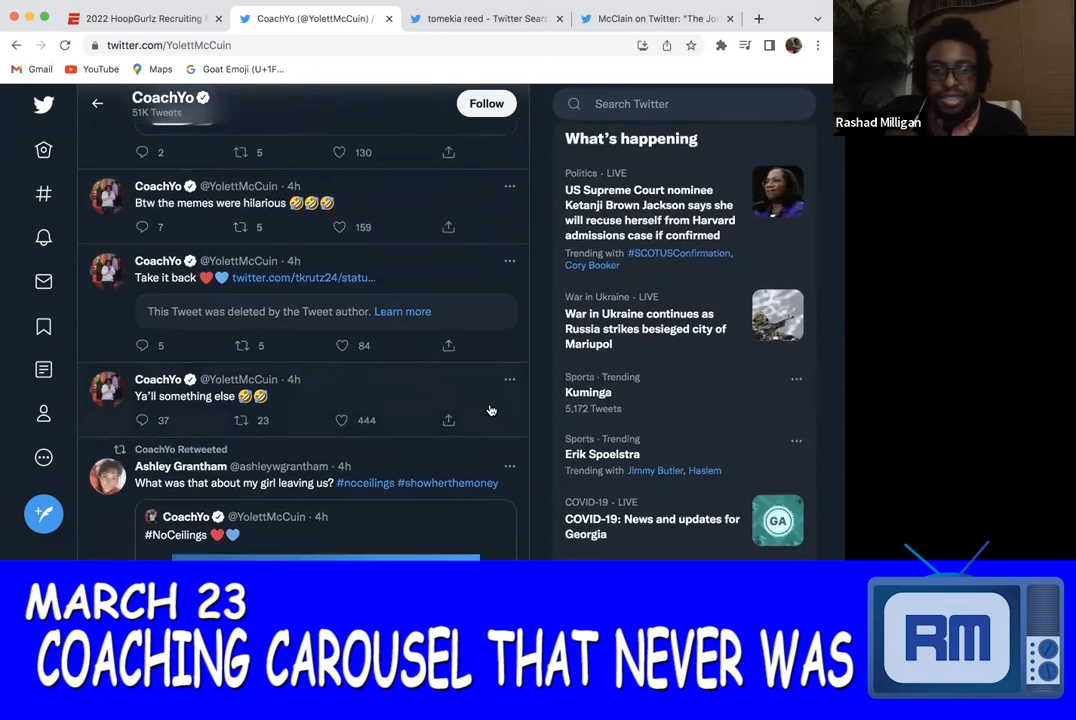 2022 HoopGurlz Recruiting
CoachYo (@YolettMcCuin) /
tomekia reed - Twitter Sear
McClain on Twitter: "The Jo
twitter.com/YolettMcCuin
Gmail
YouTube
Maps
Goat Emoji (U+1F...
Rashad Milligan
CoachYo
51K Tweets
Follow
Search Twitter
2 5 130
CoachYo @YolettMcCuin · 4h
Btw the memes were hilarious 🤣🤣🤣
7 5 159
CoachYo @YolettMcCuin · 4h
Take it back ❤️💙 twitter.com/tkrutz24/statu...
This Tweet was deleted by the Tweet author. Learn more
5 5 84
CoachYo @YolettMcCuin · 4h
Ya'll something else 🤣🤣
37 23 444
CoachYo Retweeted
Ashley Grantham @ashleywgrantham · 4h
What was that about my girl leaving us? #noceilings #showherthemoney
CoachYo @YolettMcCuin · 4h
#NoCeilings ❤️💙
What's happening
Politics · LIVE
US Supreme Court nominee
Ketanji Brown Jackson says she
will recuse herself from Harvard
admissions case if confirmed
Trending with #SCOTUSConfirmation,
Cory Booker
War in Ukraine · LIVE
War in Ukraine continues as
Russia strikes besieged city of
Mariupol
Sports · Trending
Kuminga
5,172 Tweets
Sports · Trending
Erik Spoelstra
Trending with Jimmy Butler, Haslem
COVID-19 · LIVE
COVID-19: News and updates for
Georgia
GA
MARCH 23
COACHING CAROUSEL THAT NEVER WAS
RM